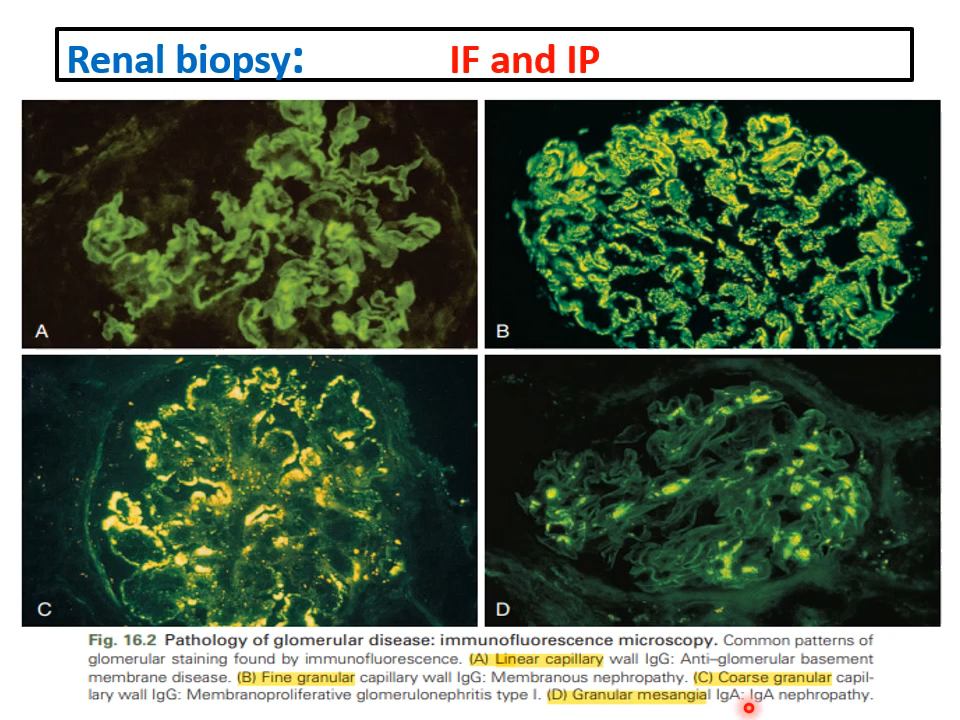 Renal biopsy: IF and IP
A
B
C
D
Fig. 16.2 Pathology of glomerular disease: immunofluorescence microscopy. Common patterns of
glomerular staining found by immunofluorescence. (A) Linear capillary wall IgG: Anti–glomerular basement
membrane disease. (B) Fine granular capillary wall IgG: Membranous nephropathy. (C) Coarse granular capil-
lary wall IgG: Membranoproliferative glomerulonephritis type I. (D) Granular mesangial IgA: IgA nephropathy.